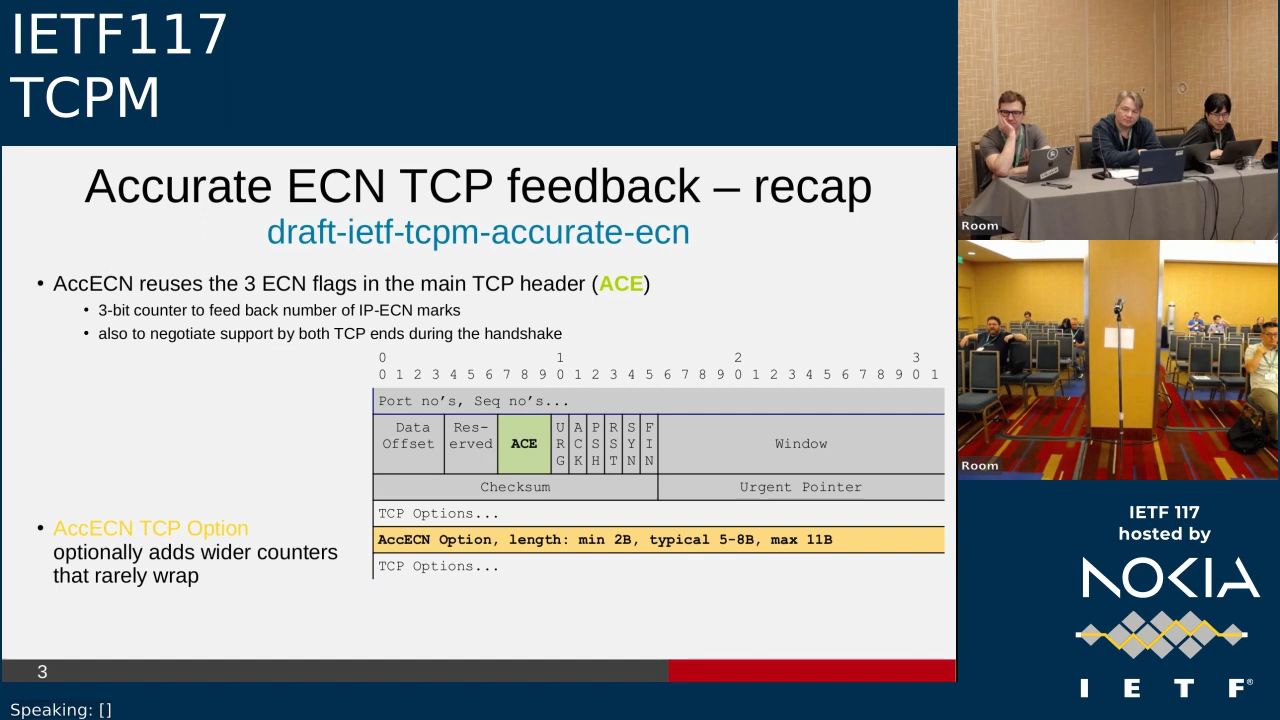 IETF117
TCPM
Accurate ECN TCP feedback – recap
draft-ietf-tcpm-accurate-ecn
• AccECN reuses the 3 ECN flags in the main TCP header (ACE)
• 3-bit counter to feed back number of IP-ECN marks
• also to negotiate support by both TCP ends during the handshake
0 1 2 3
0 1 2 3 4 5 6 7 8 9 0 1 2 3 4 5 6 7 8 9 0 1 2 3 4 5 6 7 8 9 0 1
Port no’s, Seq no’s...
Data Offset
Res-erved
ACE
URG
ACK
PSH
RST
SYN
FIN
Window
Checksum
Urgent Pointer
TCP Options...
AccECN Option, length: min 2B, typical 5-8B, max 11B
TCP Options...
• AccECN TCP Option
optionally adds wider counters
that rarely wrap
3
Speaking: []
Room
Room
IETF 117
hosted by
NOKIA
I E T F®